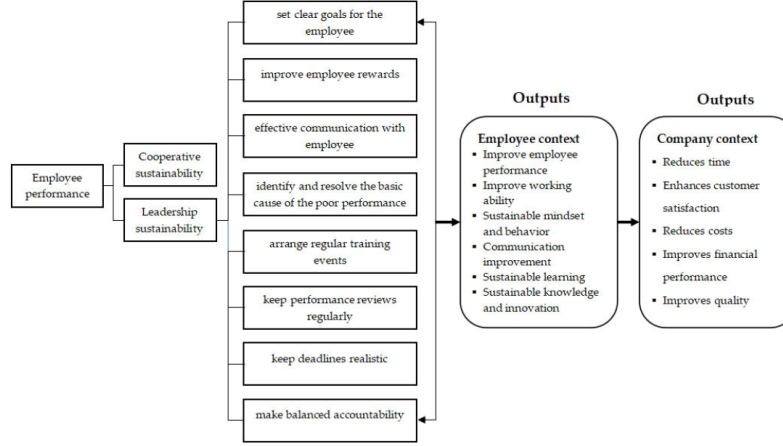 Employee
performance
Cooperative
sustainability
Leadership
sustainability
set clear goals for the
employee
improve employee rewards
effective communication with
employee
identify and resolve the basic
cause of the poor performance
arrange regular training
events
keep performance reviews
regularly
keep deadlines realistic
make balanced accountability
Outputs
Employee context
▪ Improve employee
performance
▪ Improve working
ability
▪ Sustainable mindset
and behavior
▪ Communication
improvement
▪ Sustainable learning
▪ Sustainable knowledge
and innovation
Outputs
Company context
▪ Reduces time
▪ Enhances customer
satisfaction
▪ Reduces costs
▪ Improves financial
performance
▪ Improves quality